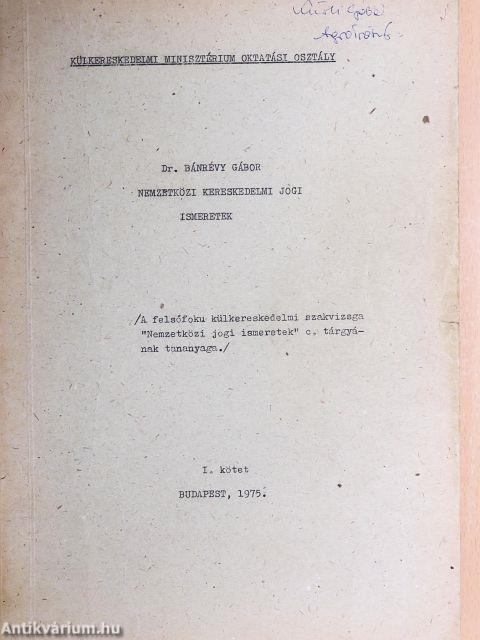 KÜLKERESKEDELMI MINISZTÉRIUM OKTATÁSI OSZTÁLY
Dr. BÁNRÉVY GÁBOR
NEMZETKÖZI KERESKEDELMI JOGI
ISMERETEK
/A felsőfoku külkereskedelmi szakvizsga
"Nemzetközi jogi ismeretek" c. tárgyá-
nak tananyaga./
I. kötet
BUDAPEST, 1975.
Antikvárium.hu